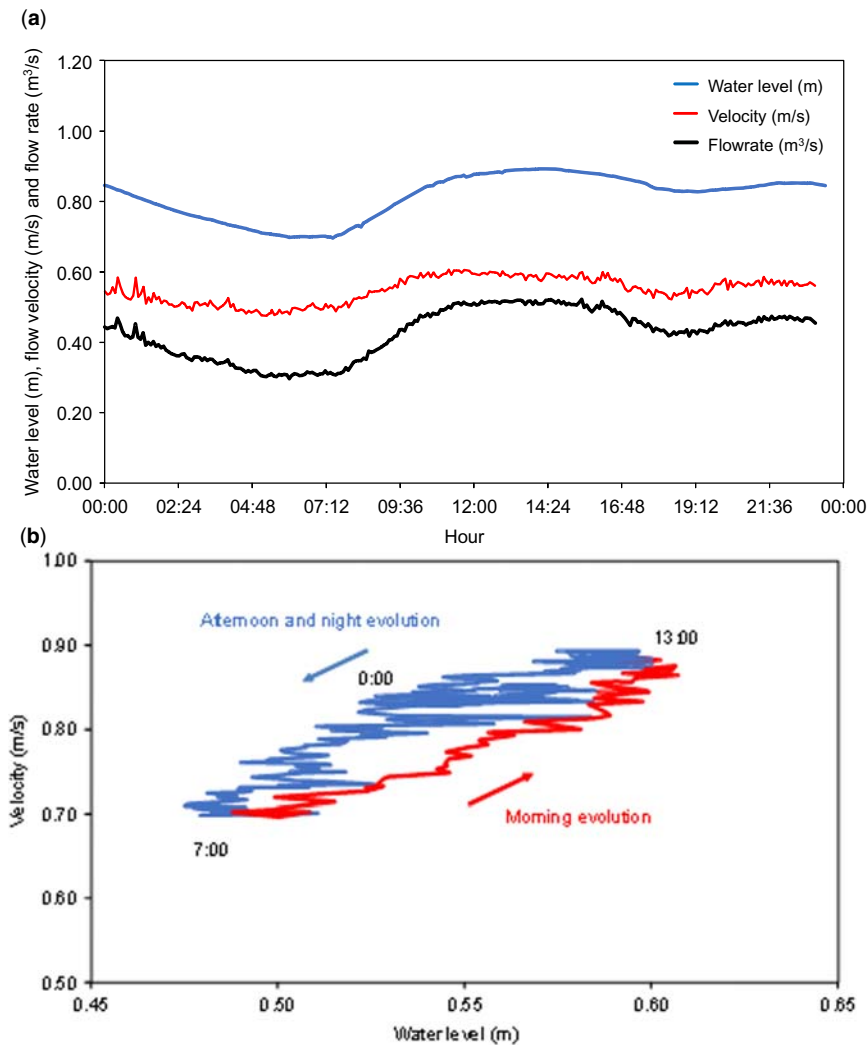 (a)
Water level (m), flow velocity (m/s) and flow rate (m³/s)
1.20
1.00
0.80
0.60
0.40
0.20
0.00
Water level (m)
Velocity (m/s)
Flowrate (m³/s)
00:00 02:24 04:48 07:12 09:36 12:00 14:24 16:48 19:12 21:36 00:00
Hour
(b)
Velocity (m/s)
1.00
0.90
0.80
0.70
0.60
0.50
Afternoon and night evolution
13:00
0:00
Morning evolution
7:00
0.45 0.50 0.55 0.60 0.65
Water level (m)